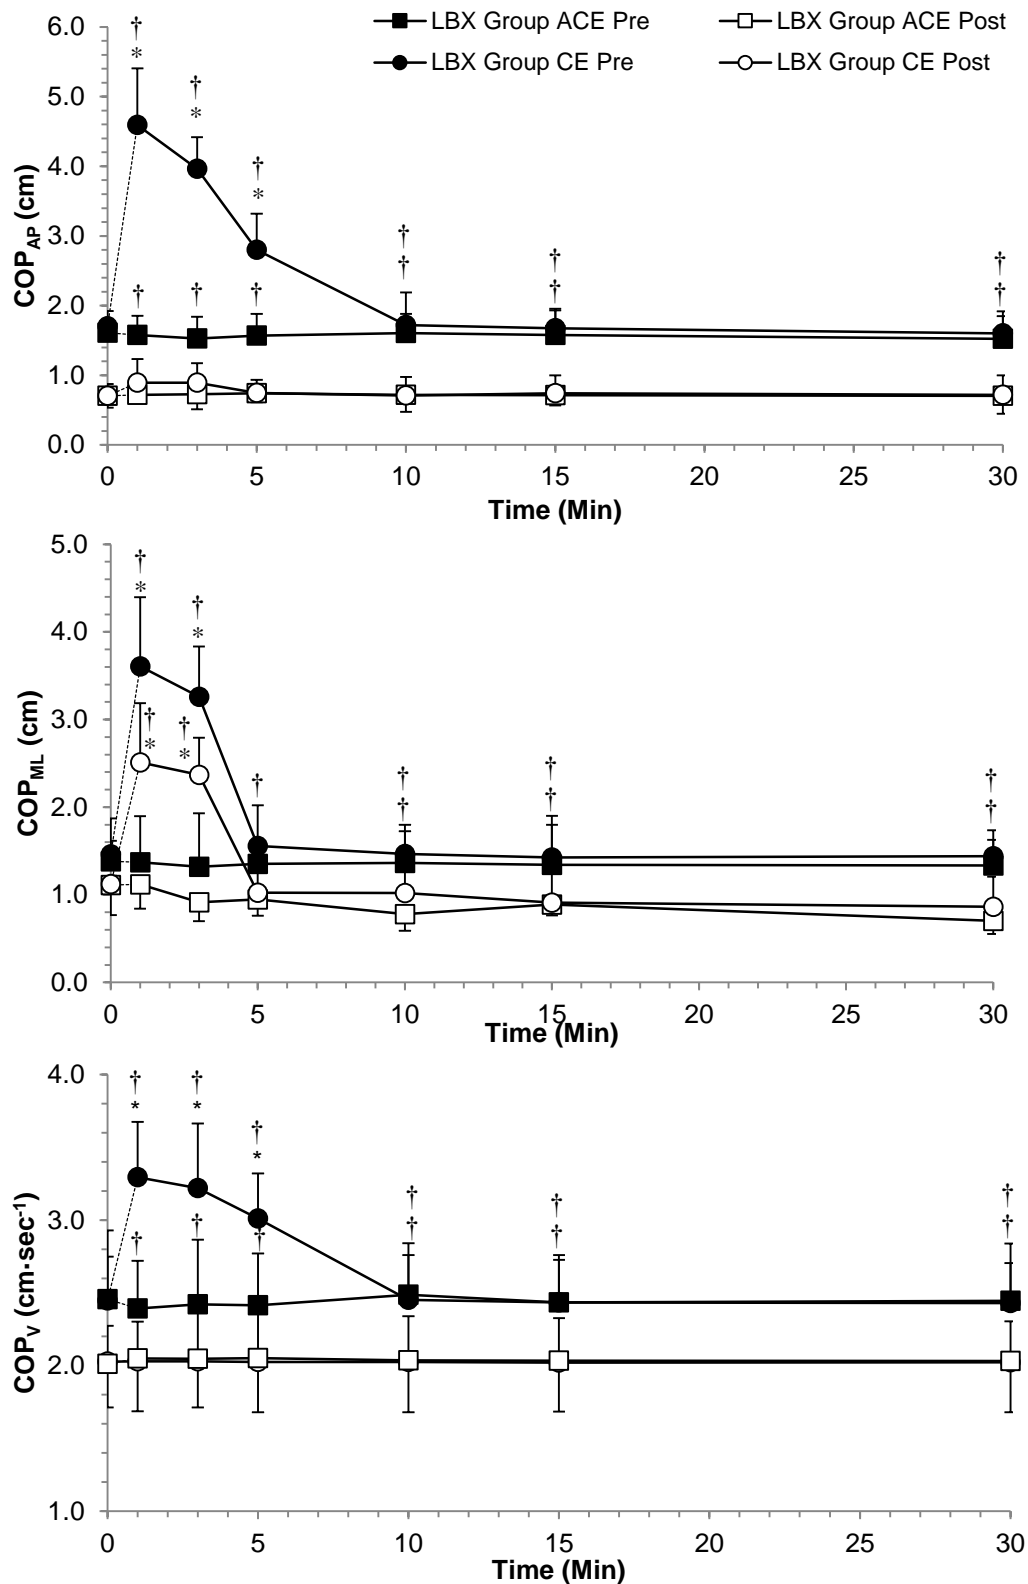 LBX Group ACE Pre
LBX Group ACE Post
LBX Group CE Pre
LBX Group CE Post
6.0
5.0
4.0
3.0
2.0
1.0
0.0
COP_AP (cm)
† * † * † * † † † † † †
† † †
0 5 10 15 20 25 30
Time (Min)
5.0
4.0
3.0
2.0
1.0
0.0
COP_ML (cm)
† * † * † † † † † † †
† * † *
0 5 10 15 20 25 30
Time (Min)
4.0
3.0
2.0
1.0
COP_V (cm·sec⁻¹)
† * † * † * † † † † † †
† † †
0 5 10 15 20 25 30
Time (Min)